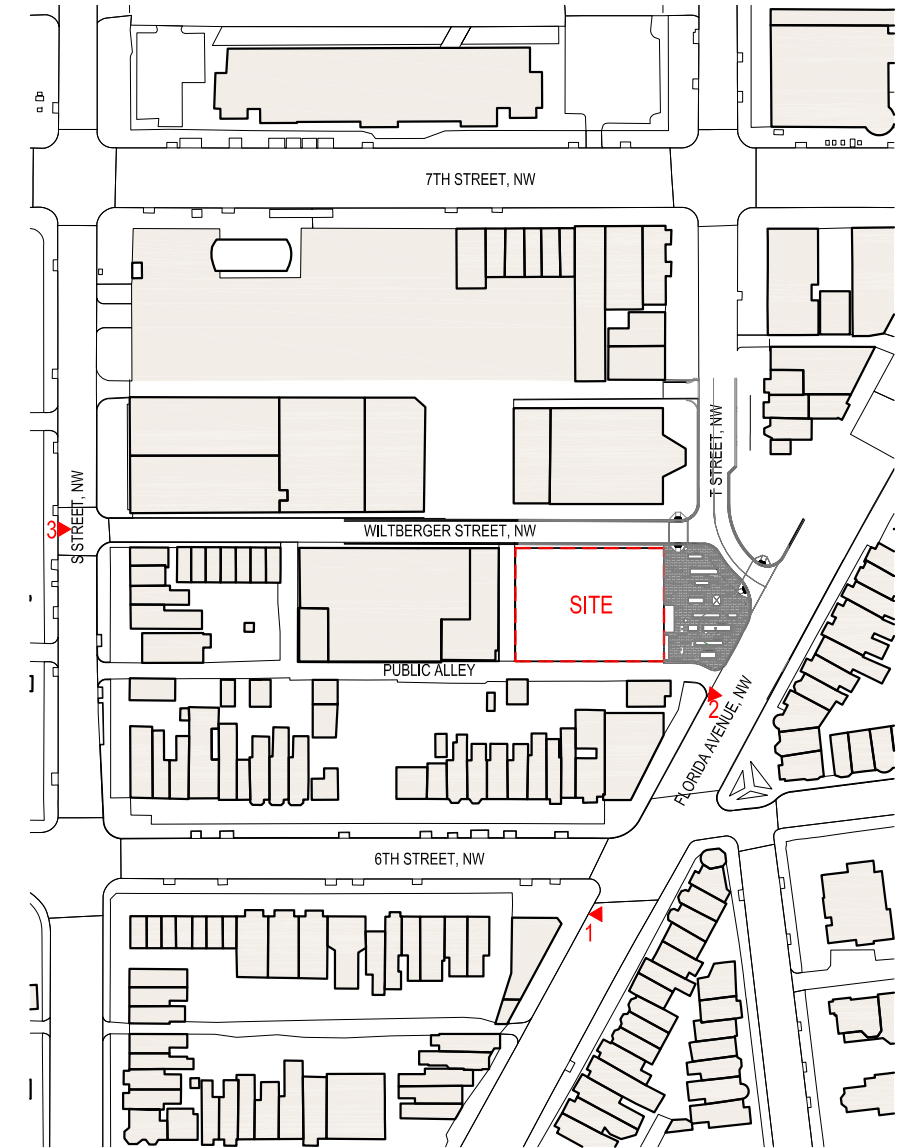 7TH STREET, NW
T STREET, NW
S STREET, NW
3
WILTBERGER STREET, NW
SITE
PUBLIC ALLEY
2
FLORIDA AVENUE, NW
6TH STREET, NW
1